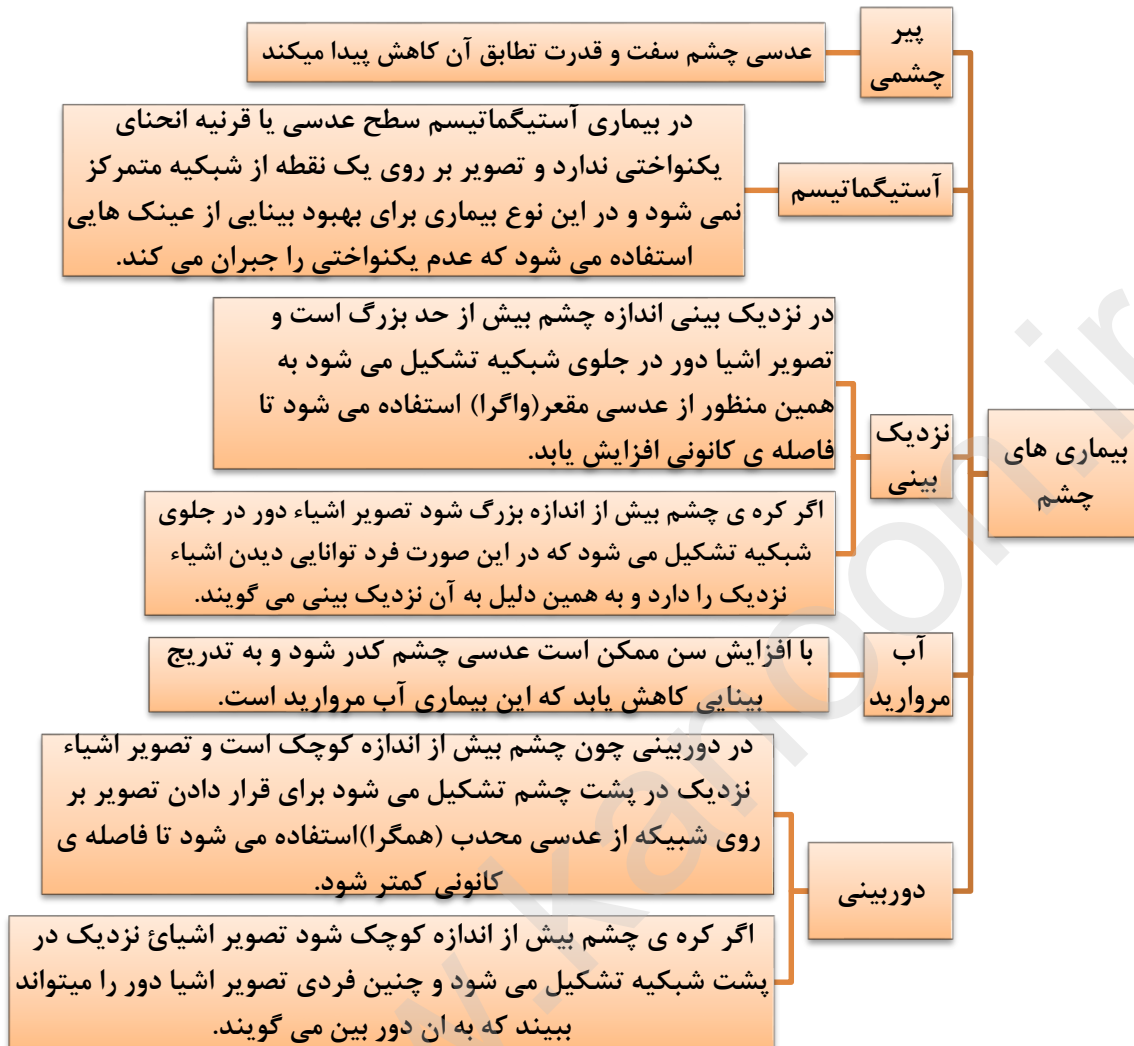 بیماری های
چشم
پیر
چشمی
عدسی چشم سفت و قدرت تطابق آن کاهش پیدا میکند
آستیگماتیسم
در بیماری آستیگماتیسم سطح عدسی یا قرنیه انحنای
یکنواختی ندارد و تصویر بر روی یک نقطه از شبکیه متمرکز
نمی شود و در این نوع بیماری برای بهبود بینایی از عینک هایی
استفاده می شود که عدم یکنواختی را جبران می کند.
نزدیک
بینی
در نزدیک بینی اندازه چشم بیش از حد بزرگ است و
تصویر اشیا دور در جلوی شبکیه تشکیل می شود به
همین منظور از عدسی مقعر(واگرا) استفاده می شود تا
فاصله ی کانونی افزایش یابد.
اگر کره ی چشم بیش از اندازه بزرگ شود تصویر اشیاء دور در جلوی
شبکیه تشکیل می شود که در این صورت فرد توانایی دیدن اشیاء
نزدیک را دارد و به همین دلیل به آن نزدیک بینی می گویند.
آب
مروارید
با افزایش سن ممکن است عدسی چشم کدر شود و به تدریج
بینایی کاهش یابد که این بیماری آب مروارید است.
دوربینی
در دوربینی چون چشم بیش از اندازه کوچک است و تصویر اشیاء
نزدیک در پشت چشم تشکیل می شود برای قرار دادن تصویر بر
روی شبیکه از عدسی محدب (همگرا)استفاده می شود تا فاصله ی
کانونی کمتر شود.
اگر کره ی چشم بیش از اندازه کوچک شود تصویر اشیائ نزدیک در
پشت شبکیه تشکیل می شود و چنین فردی تصویر اشیا دور را میتواند
ببیند که به ان دور بین می گویند.
w.kanoon.ir